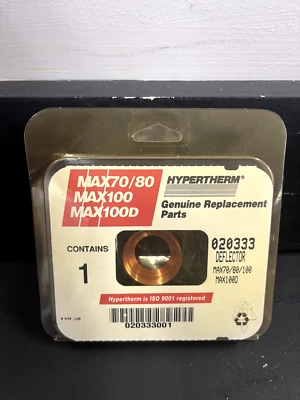 MAX70/80
MAX100
MAX100D
HYPERTHERM®
Genuine Replacement
Parts
CONTAINS
1
020333
DEFLECTOR
MAX70/80/100
MAX100D
Hypertherm is ISO 9001 registered
020333001